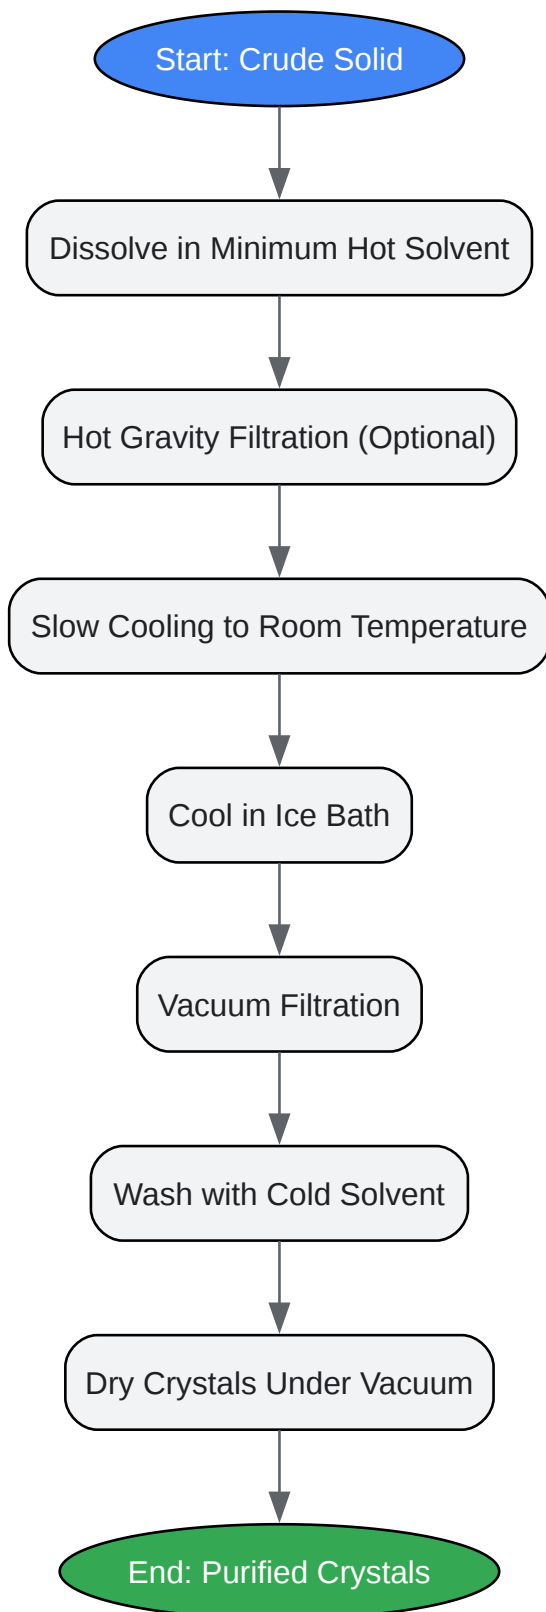 Start: Crude Solid
Dissolve in Minimum Hot Solvent
Hot Gravity Filtration (Optional)
Slow Cooling to Room Temperature
Cool in Ice Bath
Vacuum Filtration
Wash with Cold Solvent
Dry Crystals Under Vacuum
End: Purified Crystals